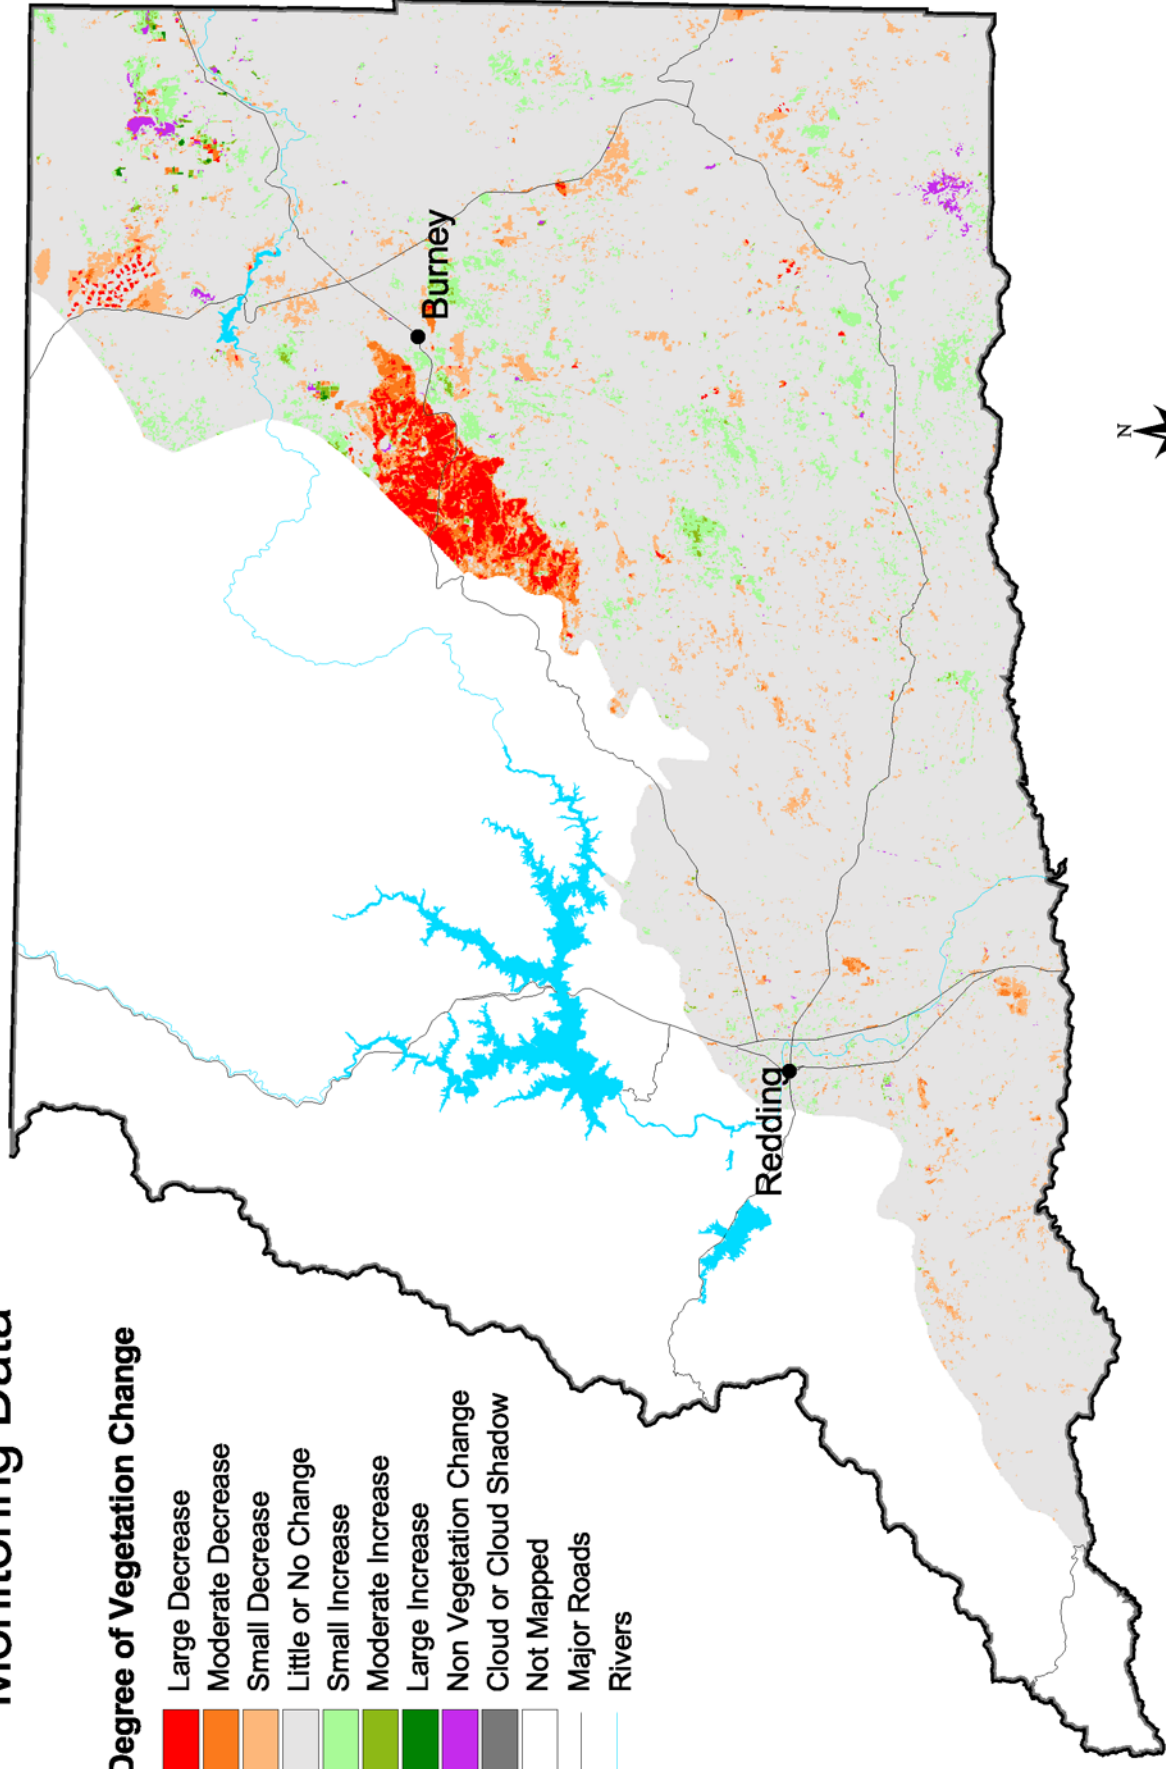 Monitoring Data
Degree of Vegetation Change
Large Decrease
Moderate Decrease
Small Decrease
Little or No Change
Small Increase
Moderate Increase
Large Increase
Non Vegetation Change
Cloud or Cloud Shadow
Not Mapped
Major Roads
Rivers
Burney
Redding
N